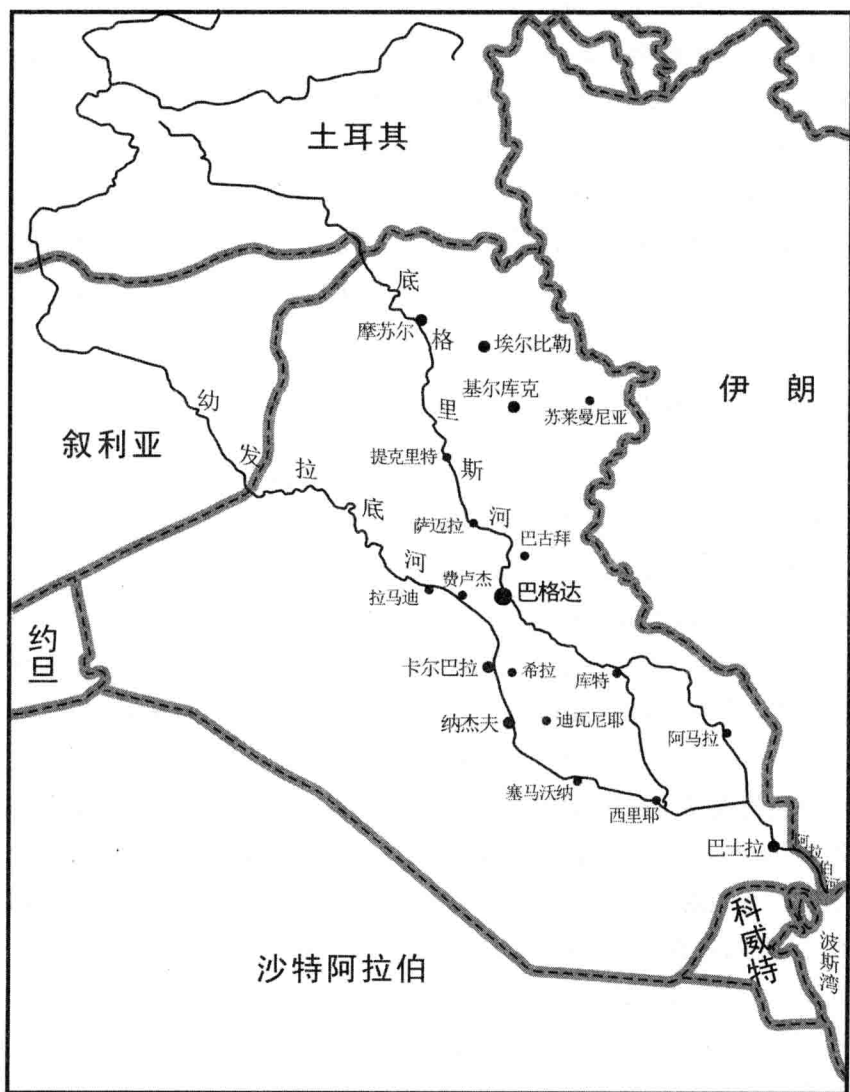 土耳其
底格里斯河
摩苏尔
埃尔比勒
基尔库克
苏莱曼尼亚
伊朗
叙利亚
幼发拉底河
提克里特
萨迈拉
巴古拜
费卢杰
拉马迪
巴格达
约旦
卡尔巴拉
希拉
库特
纳杰夫
迪瓦尼耶
阿马拉
塞马沃纳
西里耶
巴士拉
阿拉伯河
科威特
波斯湾
沙特阿拉伯